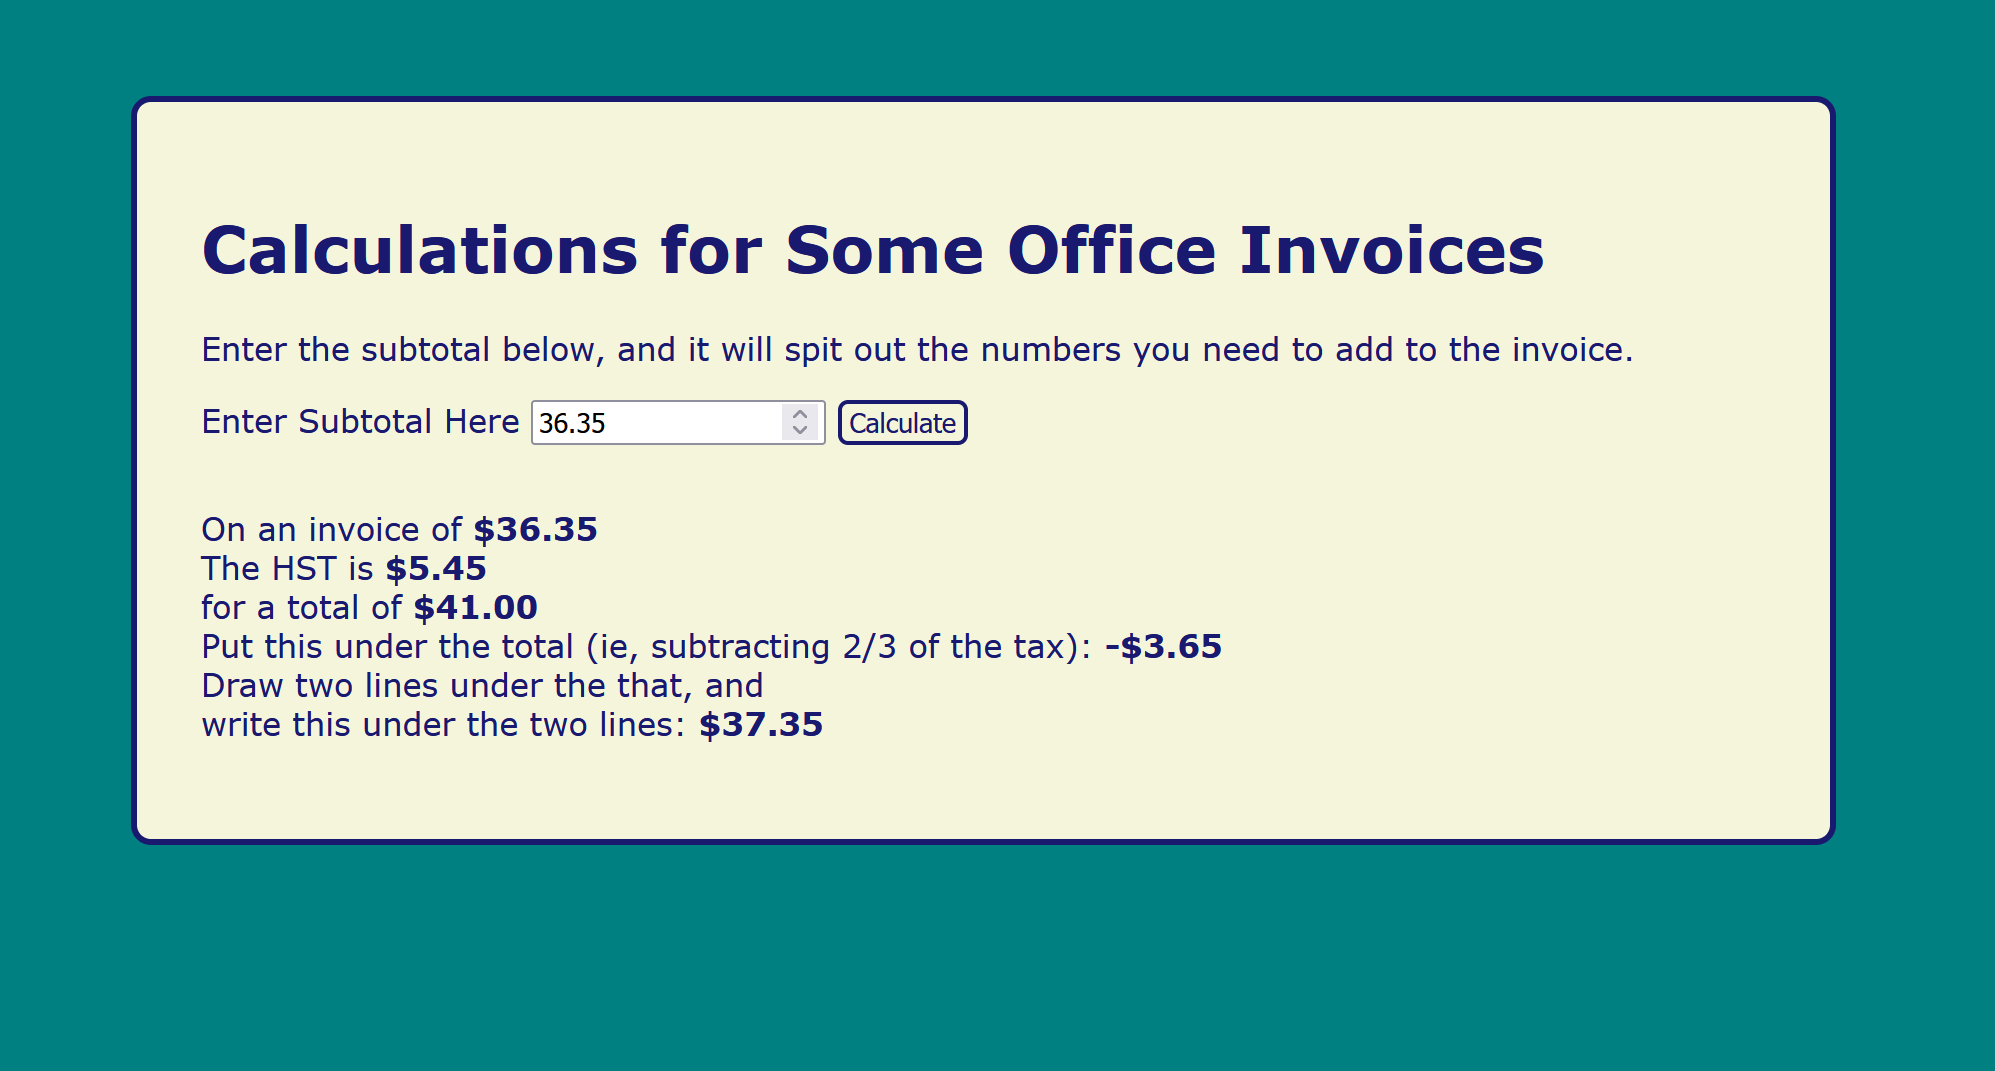 Calculations for Some Office Invoices
Enter the subtotal below, and it will spit out the numbers you need to add to the invoice.
Enter Subtotal Here 36.35 Calculate
On an invoice of $36.35
The HST is $5.45
for a total of $41.00
Put this under the total (ie, subtracting 2/3 of the tax): -$3.65
Draw two lines under the that, and
write this under the two lines: $37.35